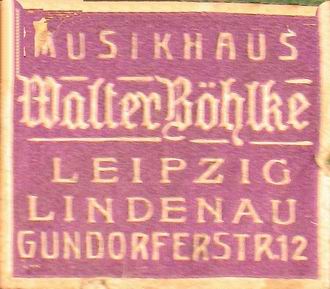 MUSIKHAUS
Walter Böhlke
LEIPZIG
LINDENAU
GUNDORFERSTR.12